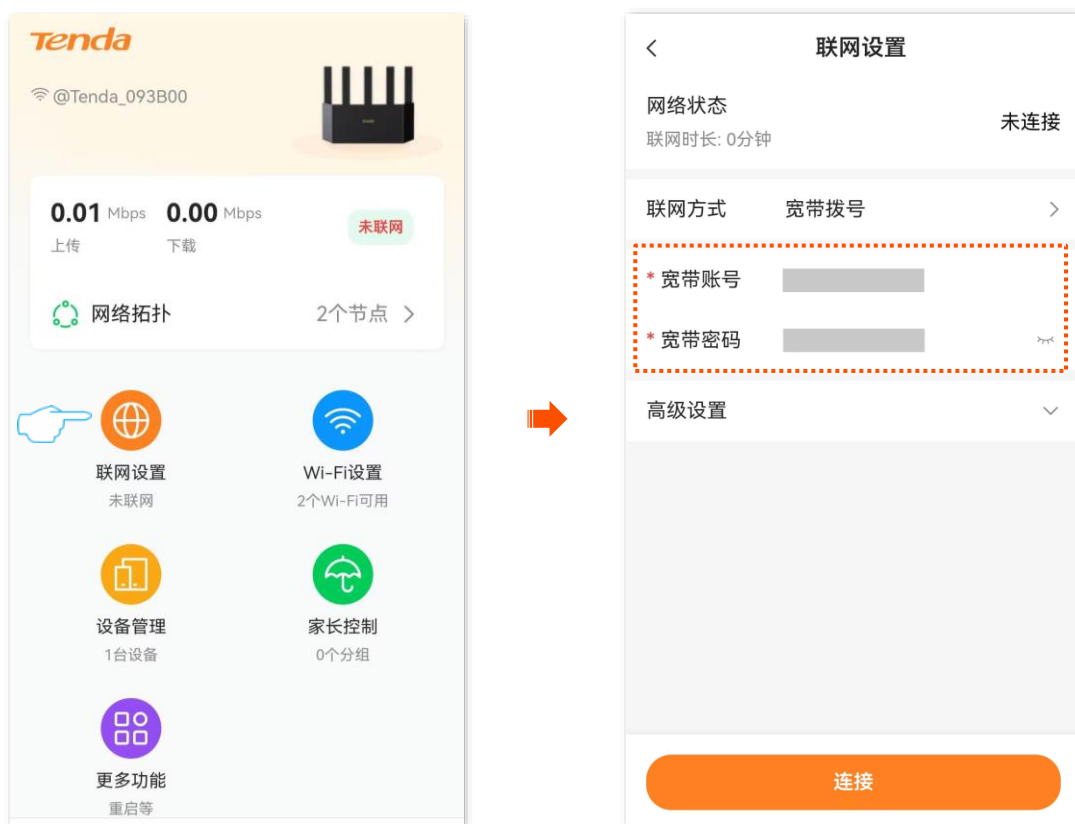 Tenda
@Tenda_093B00
0.01 Mbps 0.00 Mbps
上传 下载
未联网
网络拓扑 2个节点
联网设置 Wi-Fi设置
未联网 2个Wi-Fi可用
设备管理 家长控制
1台设备 0个分组
更多功能
重启等
联网设置
网络状态
联网时长: 0分钟
未连接
联网方式 宽带拨号
* 宽带账号
* 宽带密码
高级设置
连接